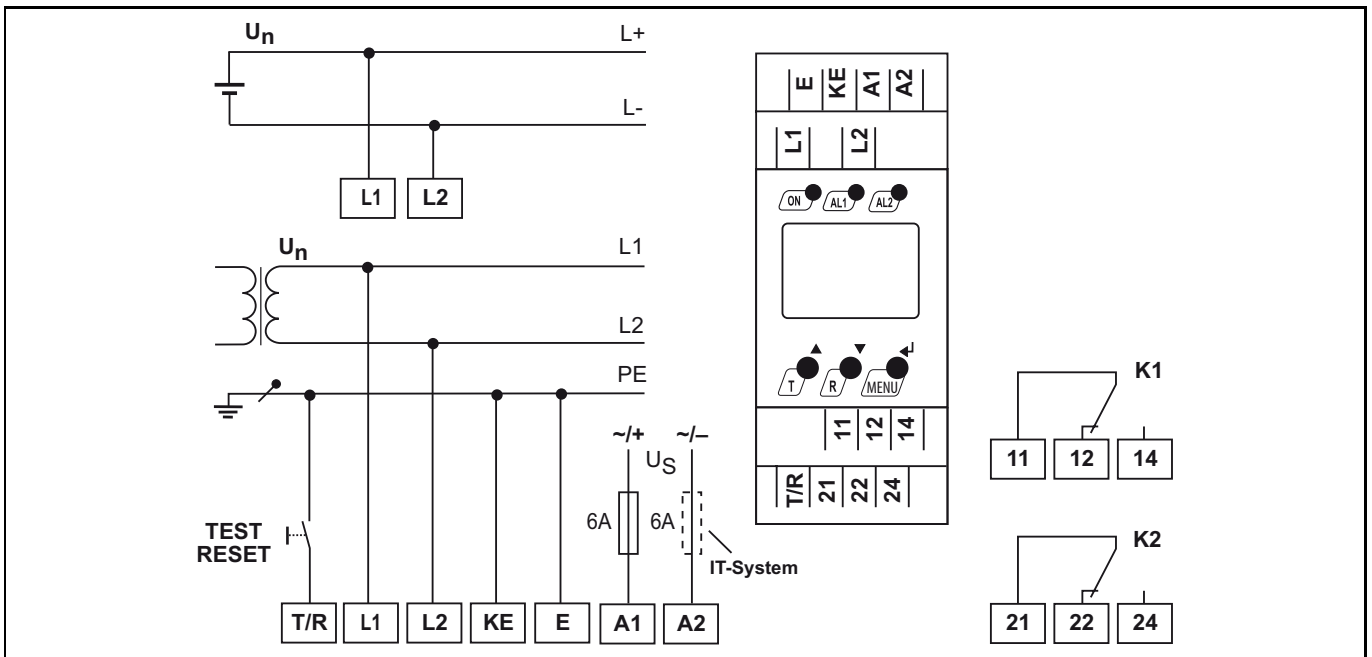 Un
L+
L-
L1 L2
Un
L1
L2
PE
~/+ ~/–
US
6A 6A
TEST
RESET
IT-System
T/R L1 L2 KE E A1 A2
E KE A1 A2
L1 L2
ON AL1 AL2
T R MENU
11 12 14
T/R 21 22 24
K1
11 12 14
K2
21 22 24